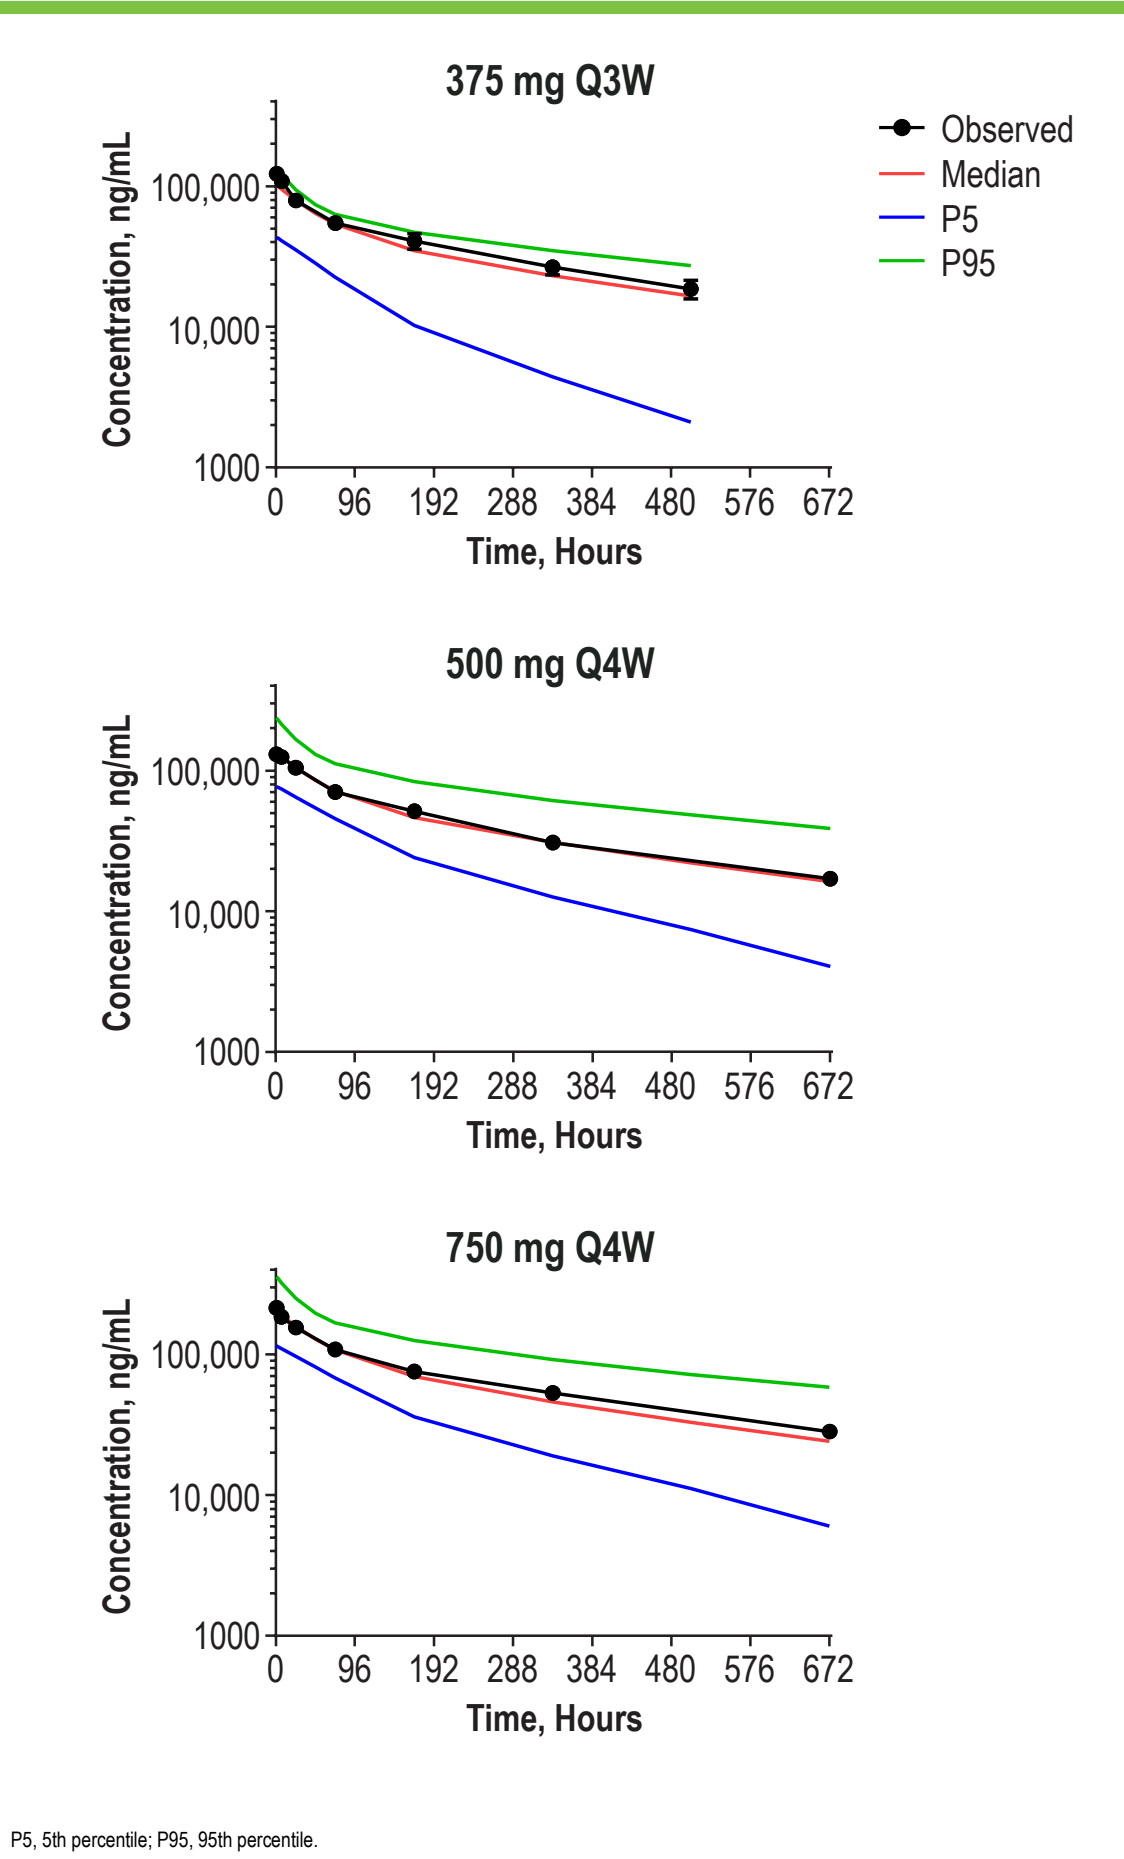 375 mg Q3W
Concentration, ng/mL
100,000
10,000
1000
0 96 192 288 384 480 576 672
Time, Hours
Observed
Median
P5
P95
500 mg Q4W
Concentration, ng/mL
100,000
10,000
1000
0 96 192 288 384 480 576 672
Time, Hours
750 mg Q4W
Concentration, ng/mL
100,000
10,000
1000
0 96 192 288 384 480 576 672
Time, Hours
P5, 5th percentile; P95, 95th percentile.